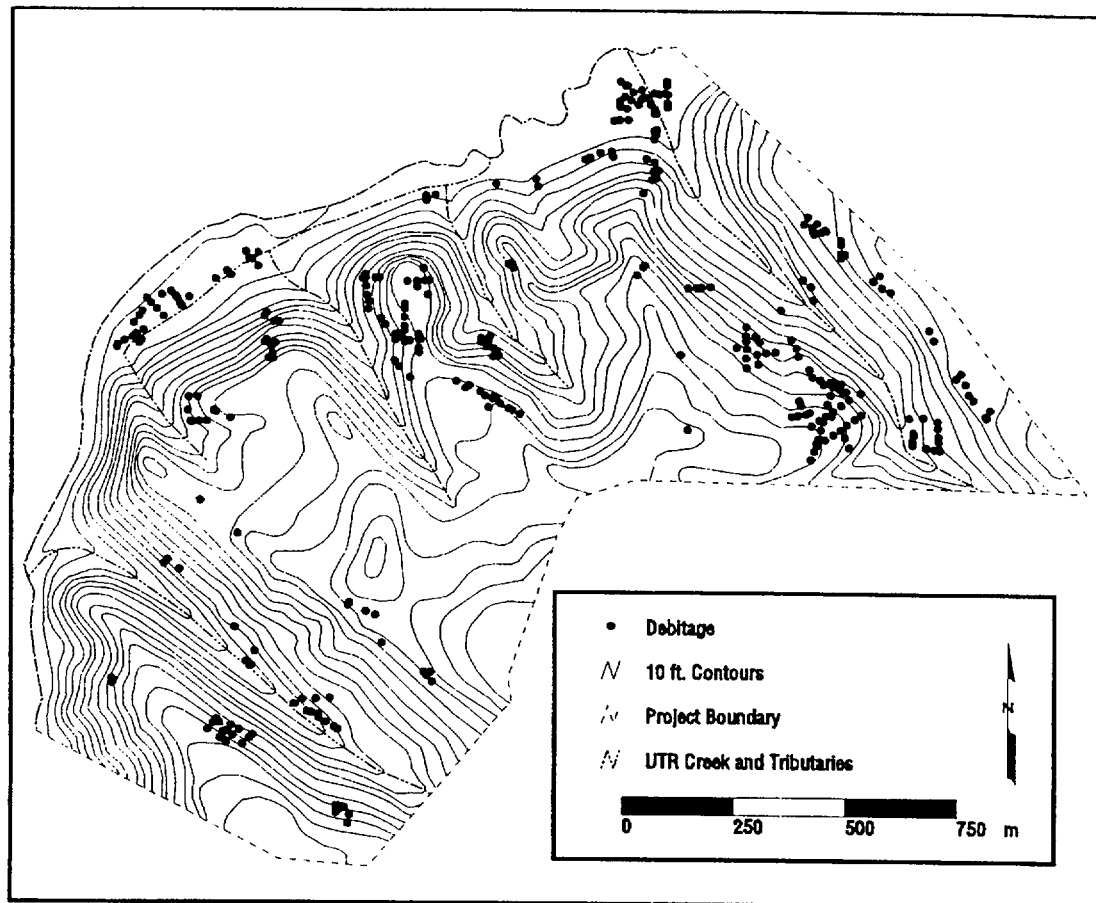 Debitage
10 ft. Contours
Project Boundary
UTR Creek and Tributaries
N
0 250 500 750 m